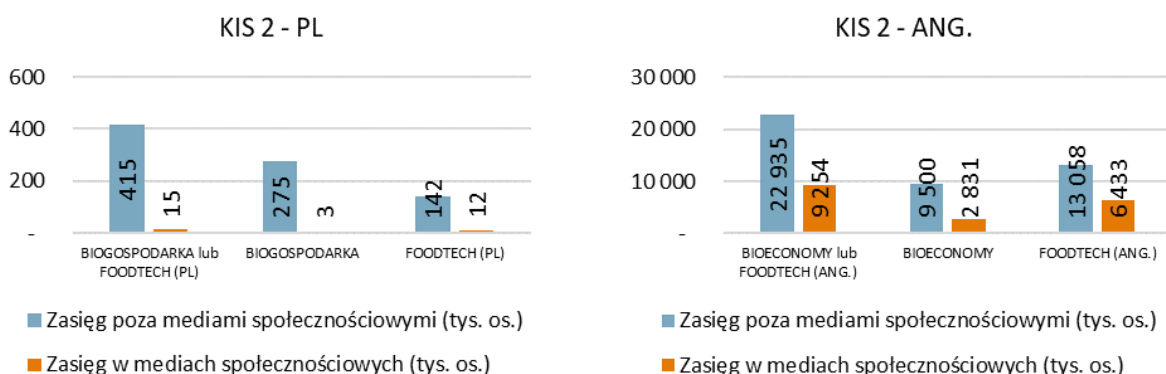 KIS 2 - PL
600
400
200
-
415
15
275
3
142
12
BIOGOSPODARKA lub
FOODTECH (PL)
BIOGOSPODARKA
FOODTECH (PL)
Zasięg poza mediami społecznościowymi (tys. os.)
Zasięg w mediach społecznościowych (tys. os.)
KIS 2 - ANG.
30 000
20 000
10 000
-
22 935
9 254
9 500
2 831
13 058
6 433
BIOECONOMY lub
FOODTECH (ANG.)
BIOECONOMY
FOODTECH (ANG.)
Zasięg poza mediami społecznościowymi (tys. os.)
Zasięg w mediach społecznościowych (tys. os.)